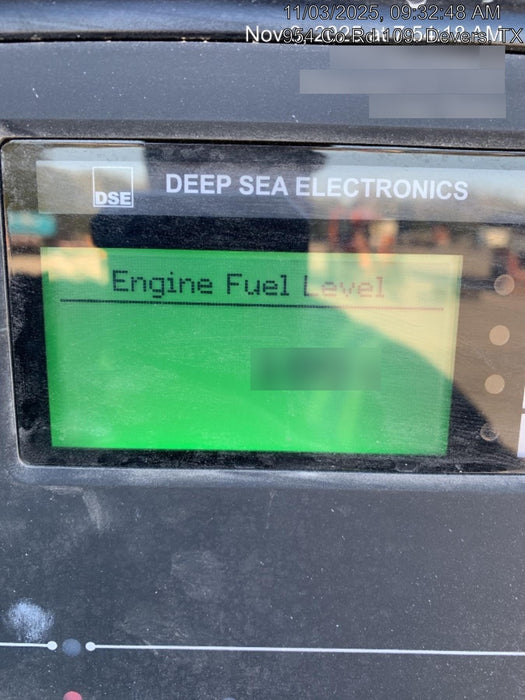 11/03/2025, 09:32:48 AM
DSE
DEEP SEA ELECTRONICS
Engine Fuel Level